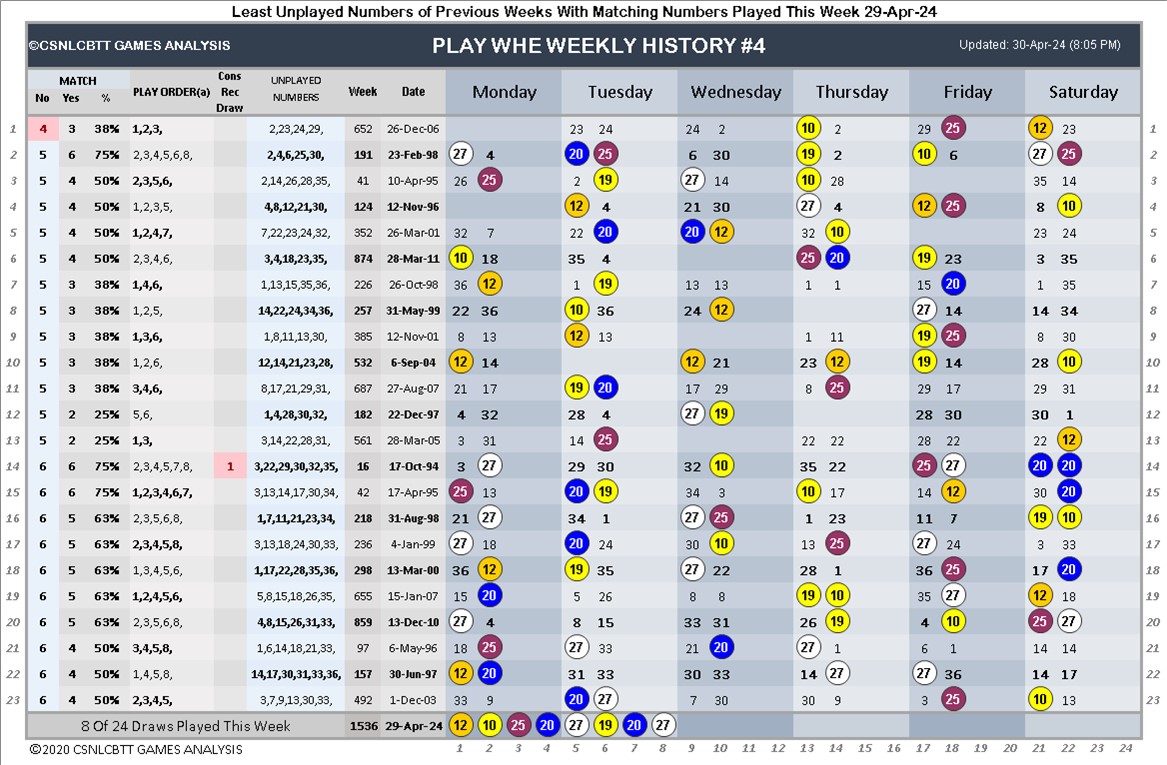 Least Unplayed Numbers of Previous Weeks With Matching Numbers Played This Week 29-Apr-24
©CSNLCBTT GAMES ANALYSIS PLAY WHE WEEKLY HISTORY #4 Updated: 30-Apr-24 (8:05 PM)
MATCH No Yes % PLAY ORDER(a) Cons Rec Draw UNPLAYED NUMBERS Week Date Monday Tuesday Wednesday Thursday Friday Saturday
1 4 3 38% 1,2,3, 2,23,24,29, 652 26-Dec-06 23 24 24 2 10 2 29 25 12 23 1
2 5 6 75% 2,3,4,5,6,8, 2,4,6,25,30, 191 23-Feb-98 27 4 20 25 6 30 19 2 10 6 27 25 2
3 5 4 50% 2,3,5,6, 2,14,26,28,35, 41 10-Apr-95 26 25 2 19 27 14 10 28 35 14 3
4 5 4 50% 1,2,3,5, 4,8,12,21,30, 124 12-Nov-96 12 4 21 30 27 4 12 25 8 10 4
5 5 4 50% 1,2,4,7, 7,22,23,24,32, 352 26-Mar-01 32 7 22 20 20 12 32 10 23 24 5
6 5 4 50% 2,3,4,6, 3,4,18,23,35, 874 28-Mar-11 10 18 35 4 25 20 19 23 3 35 6
7 5 3 38% 1,4,6, 1,13,15,35,36, 226 26-Oct-98 36 12 1 19 13 13 1 1 15 20 1 35 7
8 5 3 38% 1,2,5, 14,22,24,34,36, 257 31-May-99 22 36 10 36 24 12 27 14 14 34 8
9 5 3 38% 1,3,6, 1,8,11,13,30, 385 12-Nov-01 8 13 12 13 1 11 19 25 8 30 9
10 5 3 38% 1,2,6, 12,14,21,23,28, 532 6-Sep-04 12 14 12 21 23 12 19 14 28 10 10
11 5 3 38% 3,4,6, 8,17,21,29,31, 687 27-Aug-07 21 17 19 20 17 29 8 25 29 17 29 31 11
12 5 2 25% 5,6, 1,4,28,30,32, 182 22-Dec-97 4 32 28 4 27 19 28 30 30 1 12
13 5 2 25% 1,3, 3,14,22,28,31, 561 28-Mar-05 3 31 14 25 22 22 28 22 22 12 13
14 6 6 75% 2,3,4,5,7,8, 1 3,22,29,30,32,35, 16 17-Oct-94 3 27 29 30 32 10 35 22 25 27 20 20 14
15 6 6 75% 1,2,3,4,6,7, 3,13,14,17,30,34, 42 17-Apr-95 25 13 20 19 34 3 10 17 14 12 30 20 15
16 6 5 63% 2,3,5,6,8, 1,7,11,21,23,34, 218 31-Aug-98 21 27 34 1 27 25 1 23 11 7 19 10 16
17 6 5 63% 2,3,4,5,8, 3,13,18,24,30,33, 236 4-Jan-99 27 18 20 24 30 10 13 25 27 24 3 33 17
18 6 5 63% 1,3,4,5,6, 1,17,22,28,35,36, 298 13-Mar-00 36 12 19 35 27 22 28 1 36 25 17 20 18
19 6 5 63% 1,2,4,5,6, 5,8,15,18,26,35, 655 15-Jan-07 15 20 5 26 8 8 19 10 35 27 12 18 19
20 6 5 63% 2,3,5,6,8, 4,8,15,26,31,33, 859 13-Dec-10 27 4 8 15 33 31 26 19 4 10 25 27 20
21 6 4 50% 3,4,5,8, 1,6,14,18,21,33, 97 6-May-96 18 25 27 33 21 20 27 1 6 1 14 14 21
22 6 4 50% 1,4,5,8, 14,17,30,31,33,36, 157 30-Jun-97 12 20 31 33 30 33 14 27 27 36 14 17 22
23 6 4 50% 2,3,4,5, 3,7,9,13,30,33, 492 1-Dec-03 33 9 20 27 7 30 30 9 3 25 10 13 23
8 Of 24 Draws Played This Week 1536 29-Apr-24 12 10 25 20 27 19 20 27
©2020 CSNLCBTT GAMES ANALYSIS 1 2 3 4 5 6 7 8 9 10 11 12 13 14 15 16 17 18 19 20 21 22 23 24